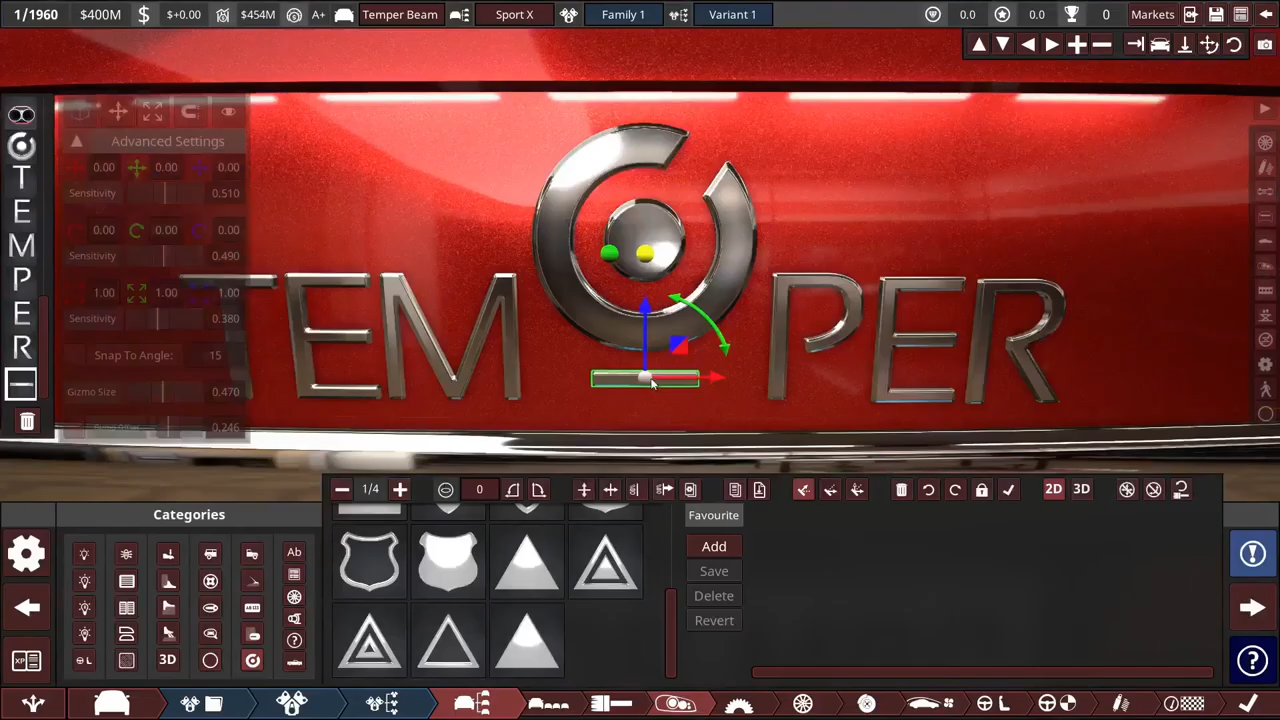 1/1960 $400M $ $+0.00 $454M A+ Temper Beam Sport X Family 1 Variant 1 0.0 0.0 0 Markets
Advanced Settings
0.00 0.00 0.00
Sensitivity 0.510
0.00 0.00 0.00
Sensitivity 0.490
1.00 1.00 1.00
Sensitivity 0.380
Snap To Angle: 15
Gizmo Size 0.470
0.246
T
E
M
P
E
R
TEM PER
1/4 0 2D 3D
Categories
Favourite
Add
Save
Delete
Revert
Ab
3D
L
XP
?